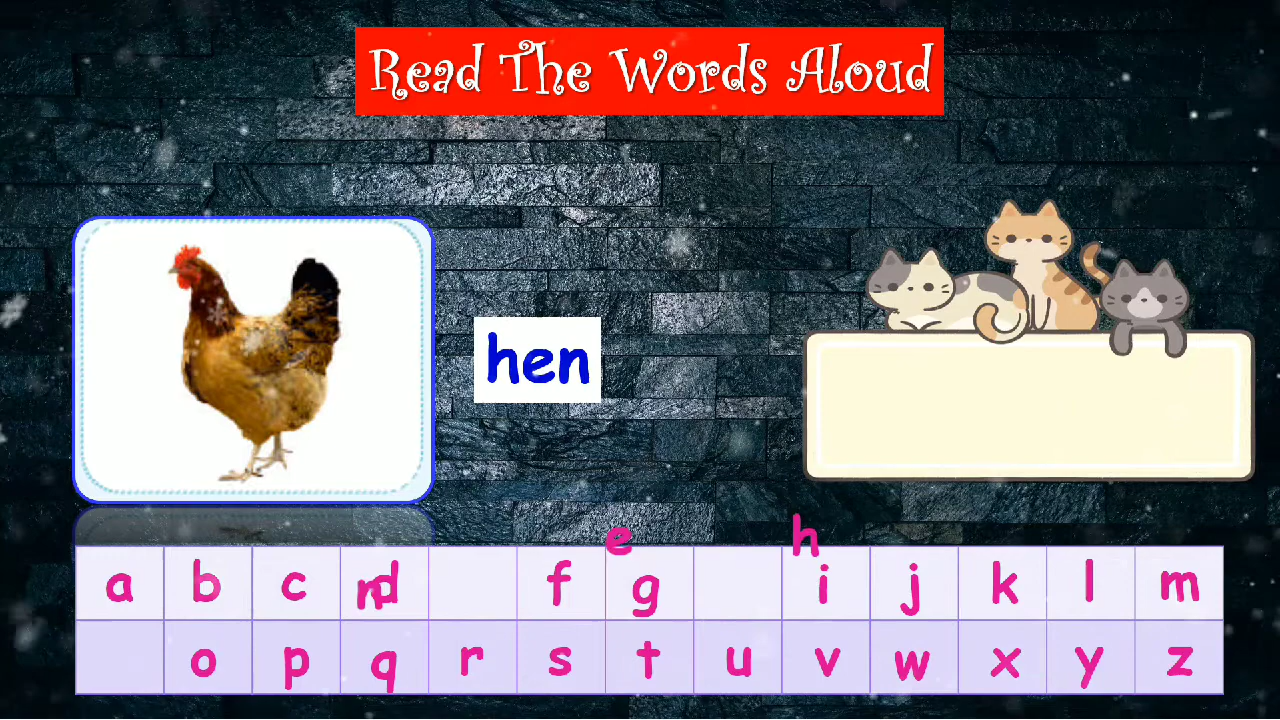 Read The Words Aloud
hen
e h
a b c n d f g i j k l m
o p q r s t u v w x y z